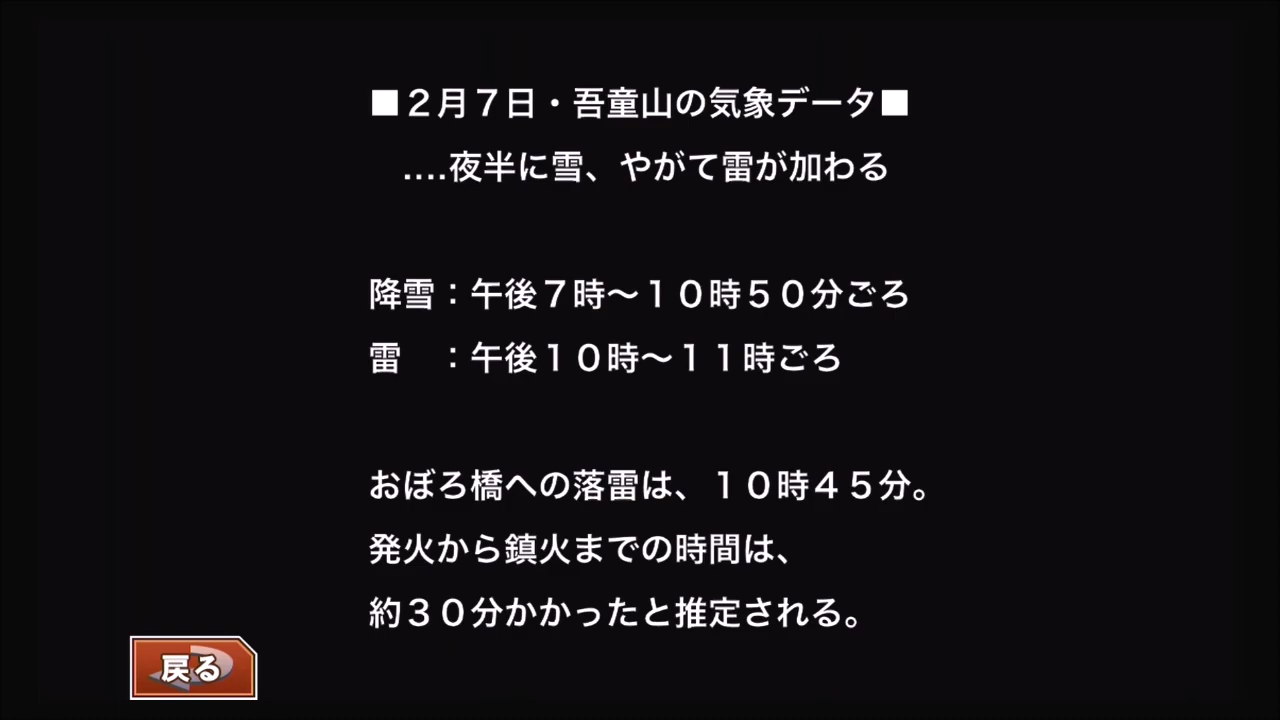 ■２月７日・吾童山の気象データ■
‥‥夜半に雪、やがて雷が加わる
降雪：午後７時～１０時５０分ごろ
雷　：午後１０時～１１時ごろ
おぼろ橋への落雷は、１０時４５分。
発火から鎮火までの時間は、
約３０分かかったと推定される。
戻る